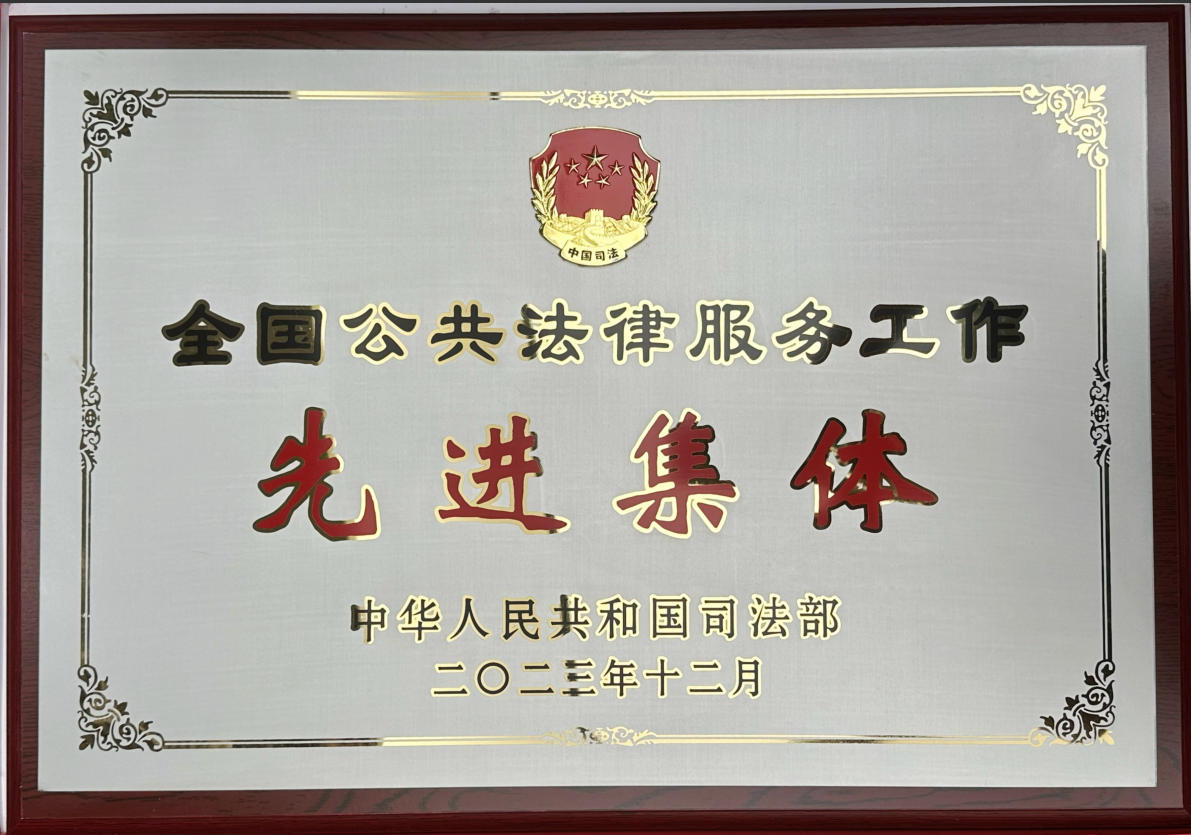 中国司法
全国公共法律服务工作
先进集体
中华人民共和国司法部
二〇二三年十二月